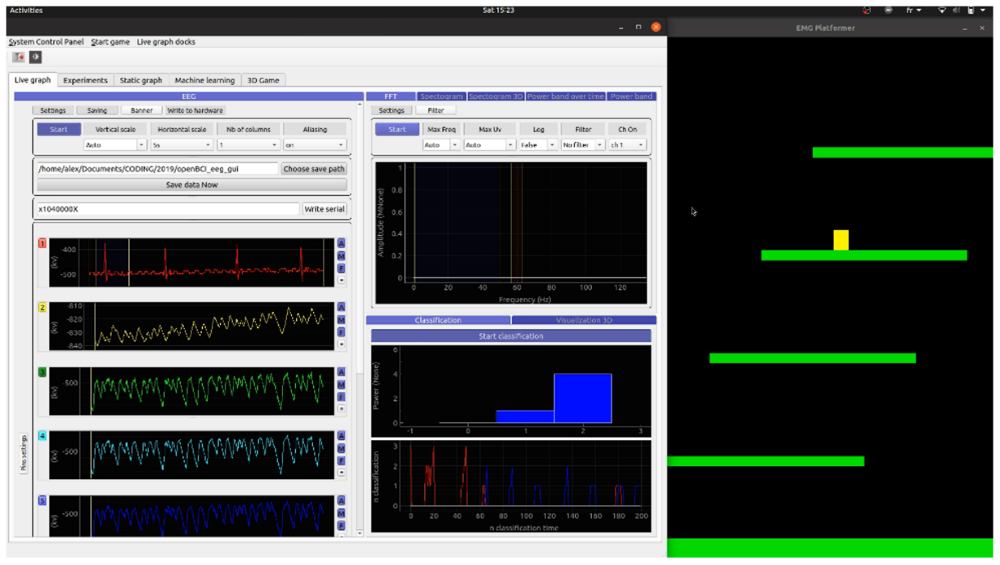 Activities Sat 15:23 fr
EMG Platformer
System Control Panel Start game Live graph docks
Live graph Experiments Static graph Machine learning 3D Game
EEG
Settings Saving Banner Write to hardware
Start Vertical scale Horizontal scale Nb of columns Aliasing
Auto 5s 1 on
/home/alex/Documents/CODING/2019/openBCI_eeg_gui Choose save path
Save data Now
x1040000X Write serial
1 -400 -500 (kv) A M F
2 -810 -820 -830 -840 (kv) A M F
3 -500 (kv) A M F
4 -500 (kv) A M F
5 -500 (kv) A M F
Pins settings
FFT Spectrogram Spectrogram 3D Power band over time Power band
Settings Filter
Start Max Freq Max Uv Log Filter Ch On
Auto Auto False No filter ch 1
Amplitude (MNone)
1
0.8
0.6
0.4
0.2
0
0 20 40 60 80 100 120
Frequency (Hz)
Classification Visualization 3D
Start classification
Power (None)
6
4
2
0
-1 0 1 2 3
n classification
3
2
1
0
0 20 40 60 80 100 120 140 160 180 200
n classification time